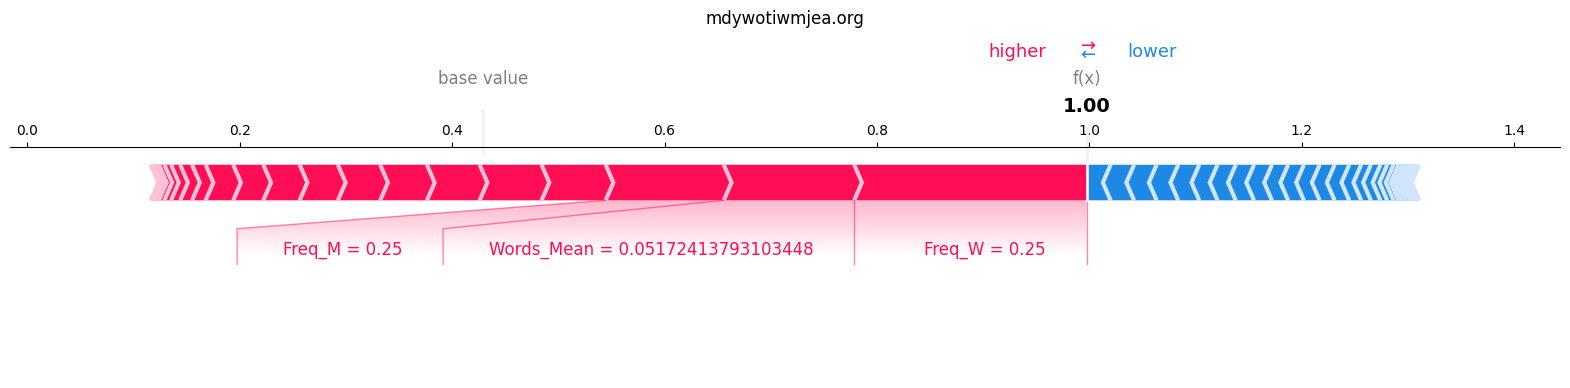 mdywotiwmjea.org
higher ⇄ lower
base value f(x)
1.00
0.0 0.2 0.4 0.6 0.8 1.0 1.2 1.4
Freq_M = 0.25 Words_Mean = 0.05172413793103448 Freq_W = 0.25